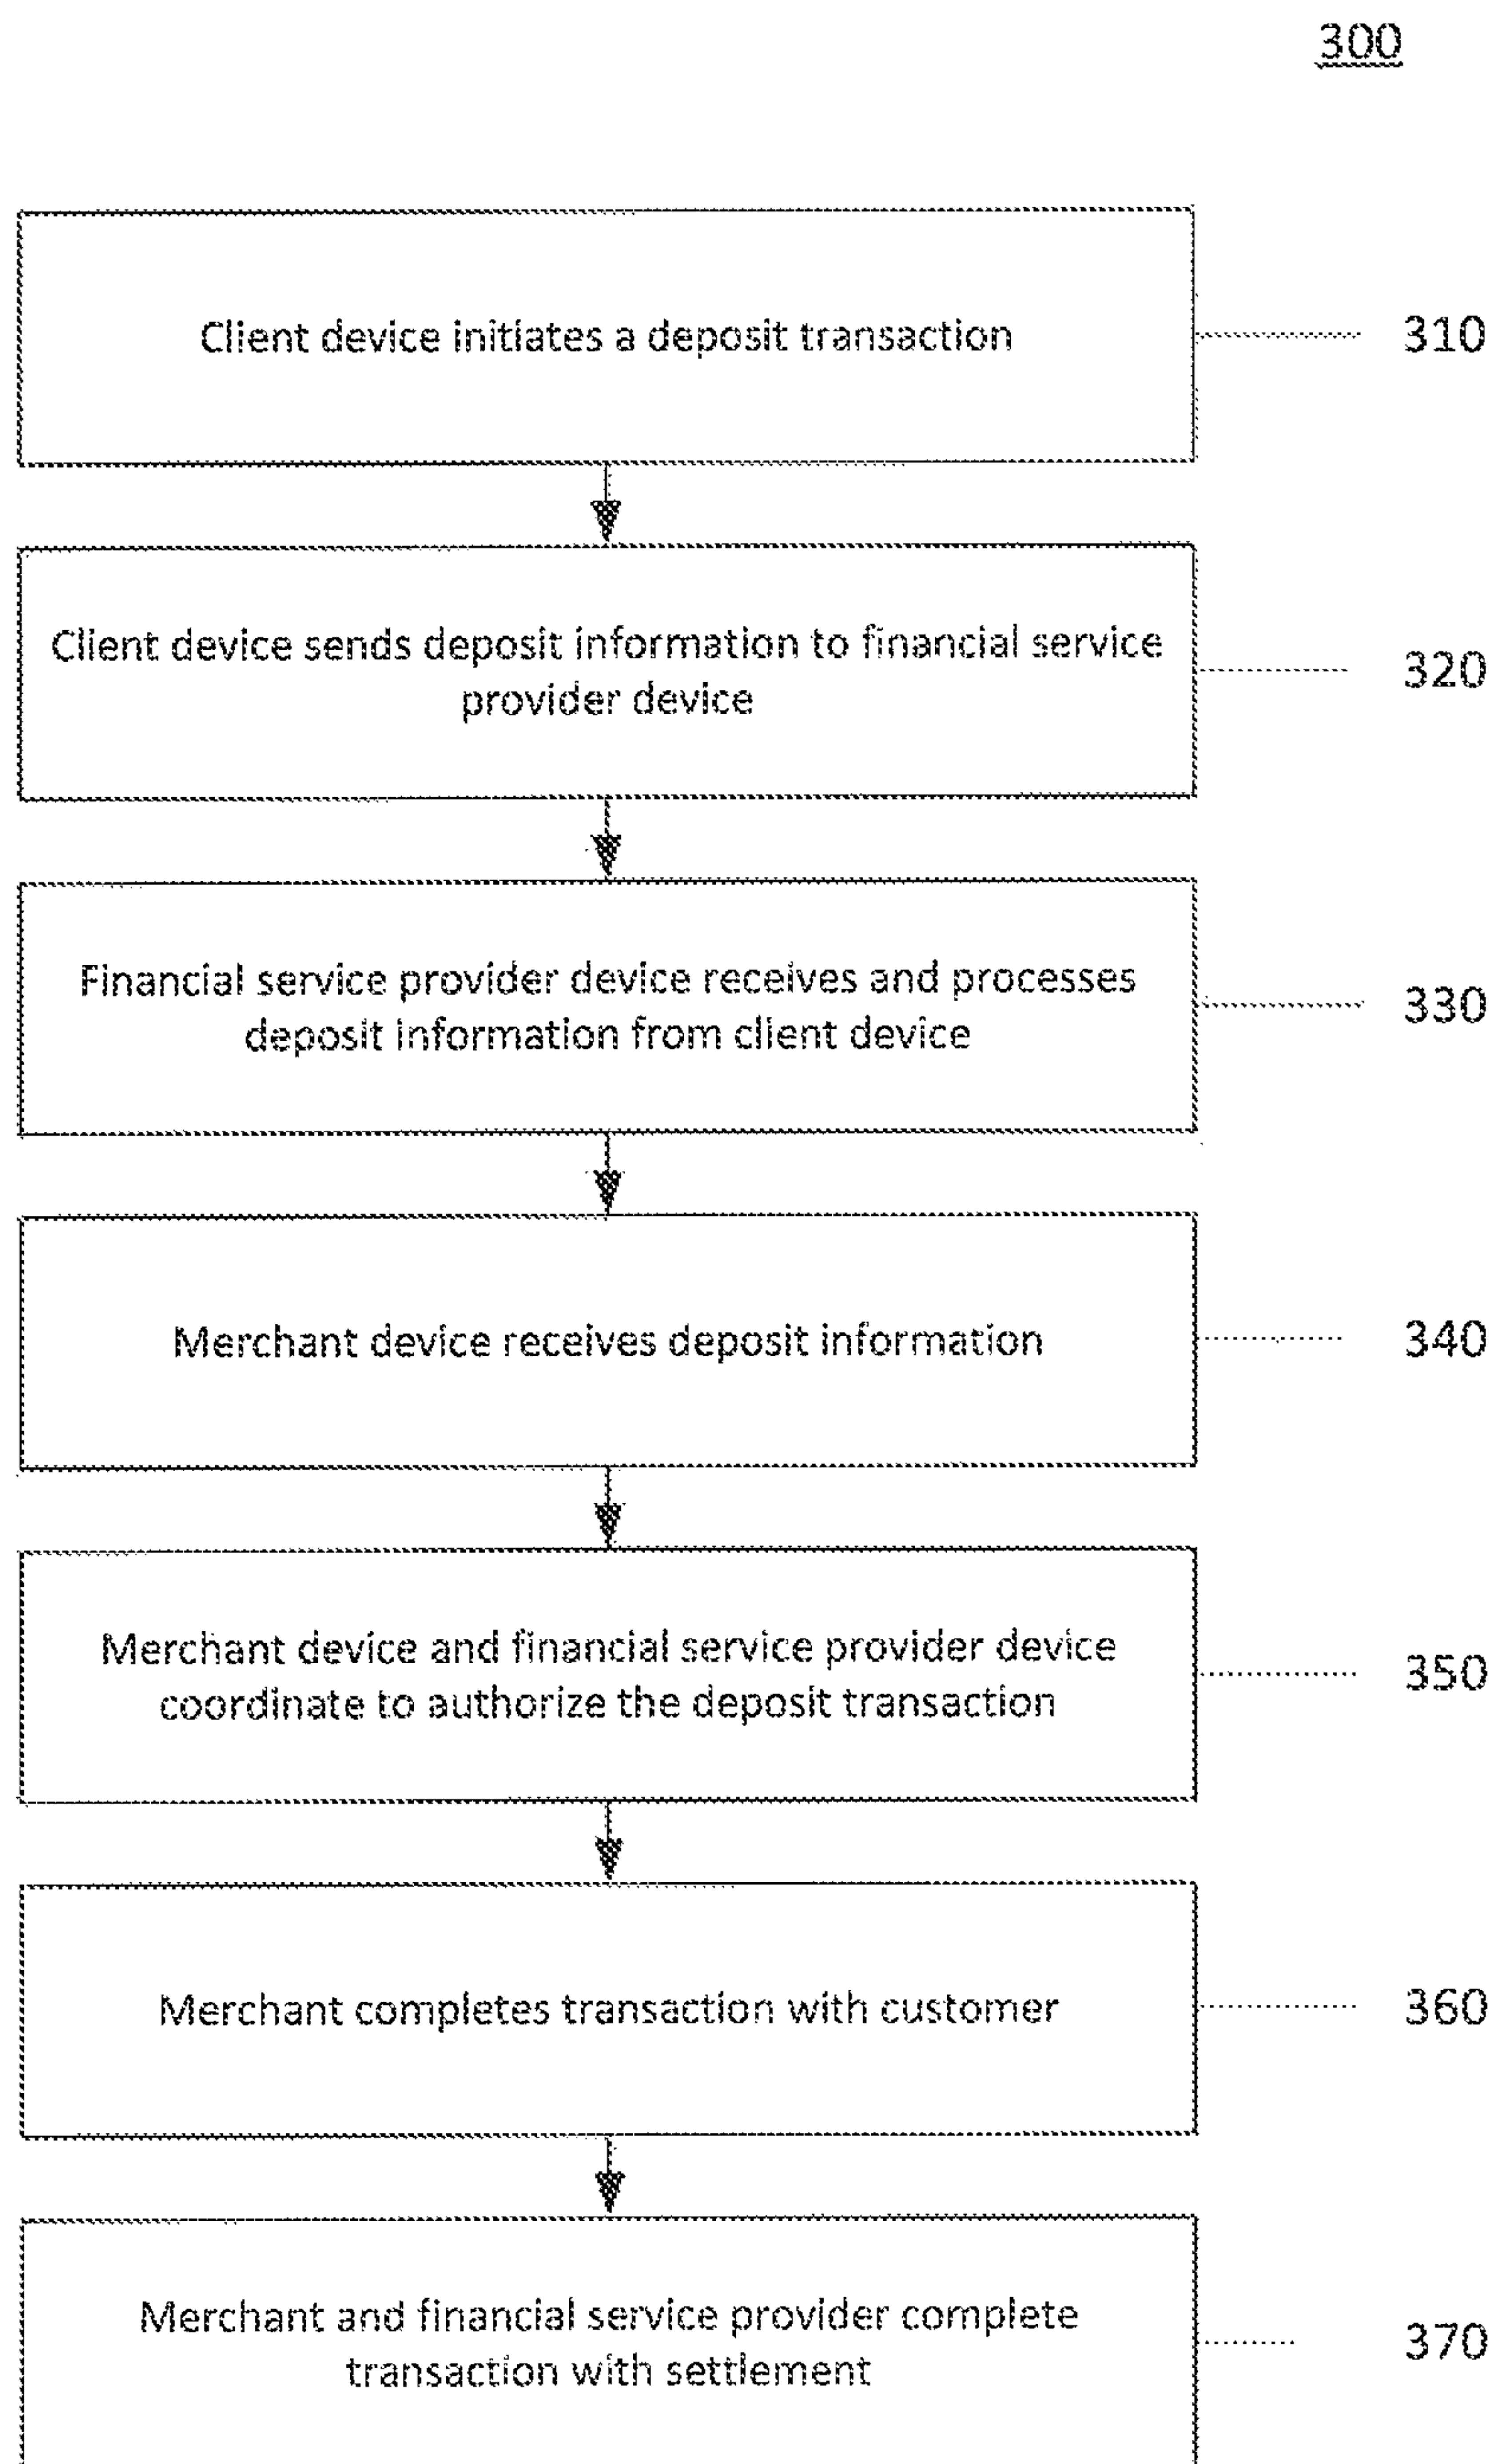 300
Client device initiates a deposit transaction
310
Client device sends deposit information to financial service
provider device
320
Financial service provider device receives and processes
deposit information from client device
330
Merchant device receives deposit information
340
Merchant device and financial service provider device
coordinate to authorize the deposit transaction
350
Merchant completes transaction with customer
360
Merchant and financial service provider complete
transaction with settlement
370